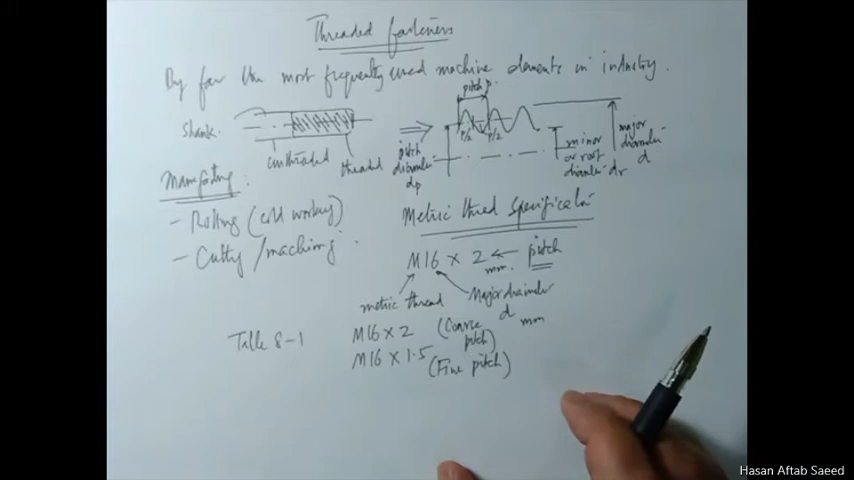 Threaded fasteners
By far the most frequently used machine elements in industry.
pitch p
Shank
unthreaded
threaded
p/2
p/2
pitch
diameter
dp
minor
or root
diameter dr
major
diameter
d
Manufacturing :
- Rolling (cold working)
- Cutting / machining
Metric thread specification
M16 × 2 ← pitch
mm
metric thread
Major diameter
d mm
Table 8-1
M16 × 2 (Coarse
pitch)
M16 × 1.5 (Fine pitch)
Hasan Aftab Saeed